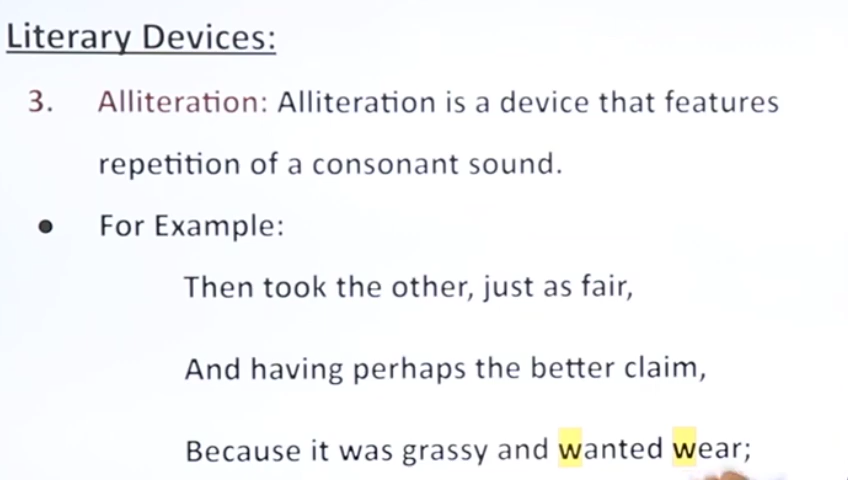 Literary Devices:
3. Alliteration: Alliteration is a device that features
repetition of a consonant sound.
● For Example:
Then took the other, just as fair,
And having perhaps the better claim,
Because it was grassy and wanted wear;